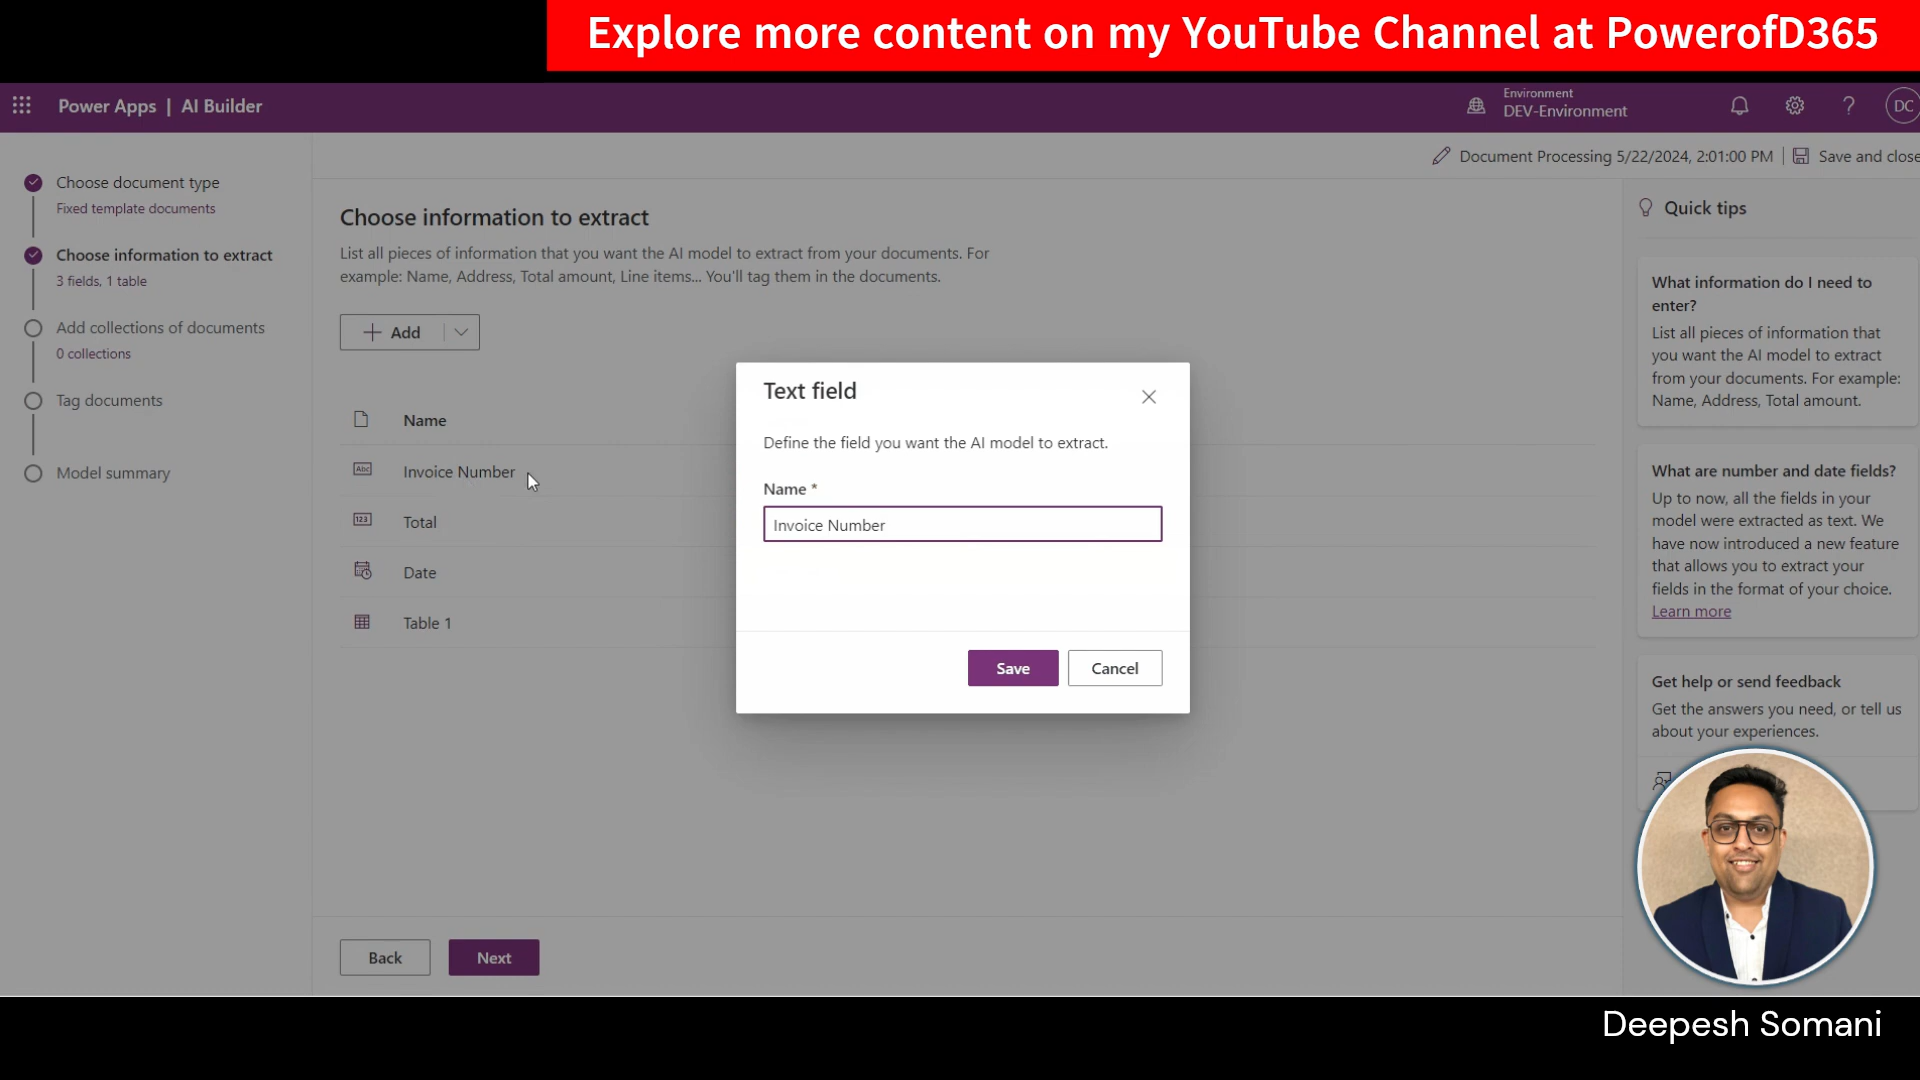 Explore more content on my YouTube Channel at PowerofD365
Power Apps | AI Builder
Environment
DEV-Environment
DC
Document Processing 5/22/2024, 2:01:00 PM
Save and close
Choose document type
Fixed template documents
Choose information to extract
3 fields, 1 table
Add collections of documents
0 collections
Tag documents
Model summary
Choose information to extract
List all pieces of information that you want the AI model to extract from your documents. For
example: Name, Address, Total amount, Line items... You'll tag them in the documents.
Add
Name
Abc
Invoice Number
123
Total
Date
Table 1
Text field
Define the field you want the AI model to extract.
Name *
Invoice Number
Save
Cancel
Back
Next
Quick tips
What information do I need to
enter?
List all pieces of information that
you want the AI model to extract
from your documents. For example:
Name, Address, Total amount.
What are number and date fields?
Up to now, all the fields in your
model were extracted as text. We
have now introduced a new feature
that allows you to extract your
fields in the format of your choice.
Learn more
Get help or send feedback
Get the answers you need, or tell us
about your experiences.
Deepesh Somani